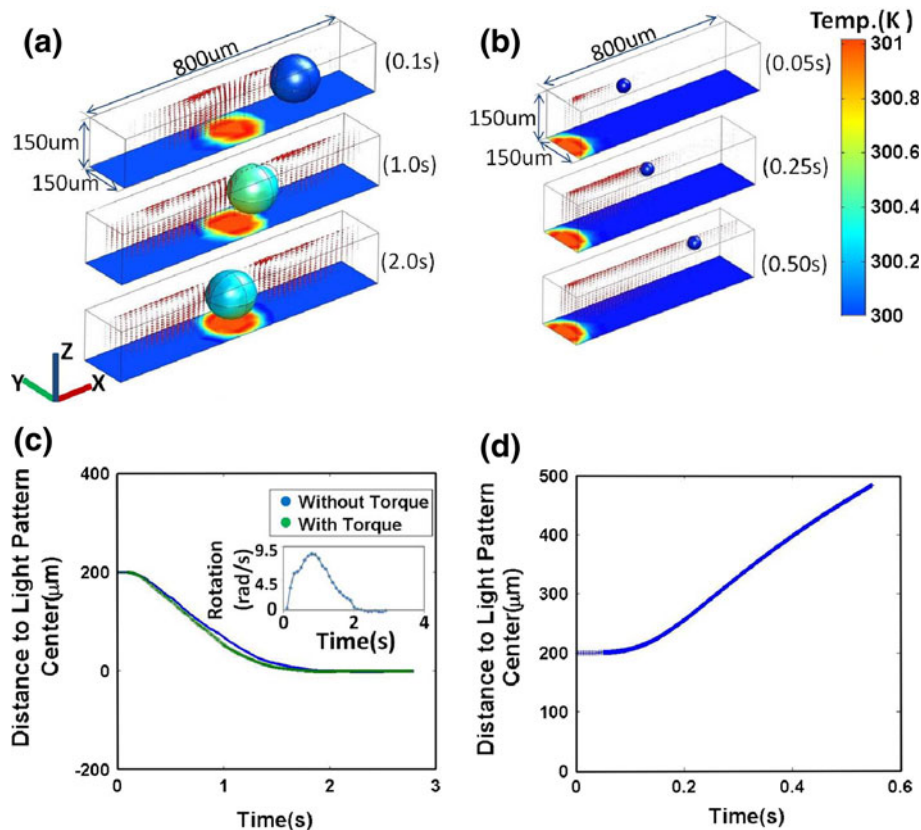 (a)
800um
(0.1s)
150um
150um
(1.0s)
(2.0s)
Z
Y
X
(b)
800um
(0.05s)
150um
150um
(0.25s)
(0.50s)
Temp.(K)
301
300.8
300.6
300.4
300.2
300
(c)
Distance to Light Pattern
Center(μm)
400
200
0
-200
0
1
2
3
Time(s)
Without Torque
With Torque
Rotation
(rad/s)
9.5
4.5
0
0
2
4
Time(s)
(d)
Distance to Light Pattern
Center(μm)
500
400
300
200
100
0
0
0.2
0.4
0.6
Time(s)